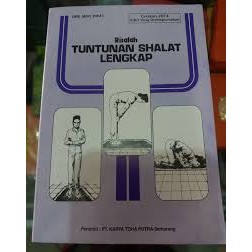 Risalah
TUNTUNAN SHALAT
LENGKAP
Penerbit : PT. KARYA TOHA PUTRA Semarang